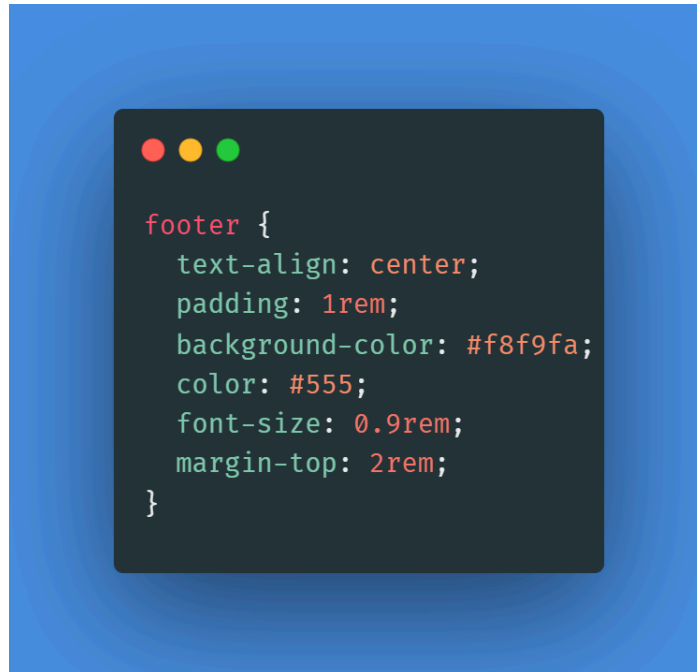 footer {
  text-align: center;
  padding: 1rem;
  background-color: #f8f9fa;
  color: #555;
  font-size: 0.9rem;
  margin-top: 2rem;
}